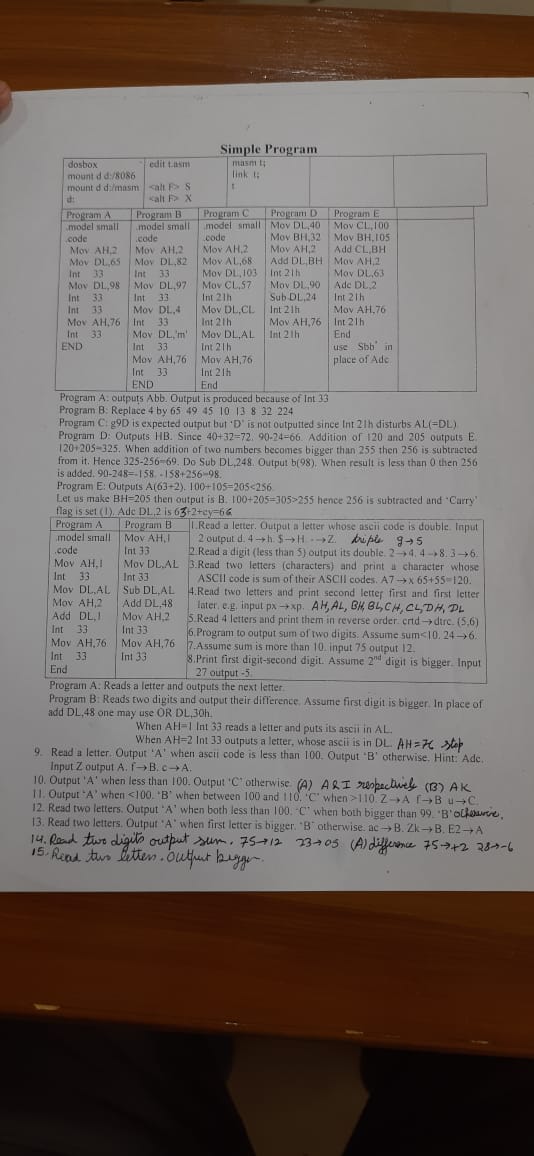 Simple Program
dosbox edit t.asm masm t;
mount d d:/8086 link t;
mount d d:/masm <alt F> S t
d: <alt F> X
Program A Program B Program C Program D Program E
.model small .model small .model small Mov DL,40 Mov CL,100
.code .code .code Mov BH,32 Mov BH,105
Mov AH,2 Mov AH,2 Mov AH,2 Mov AH,2 Add CL,BH
Mov DL,65 Mov DL,82 Mov AL,68 Add DL,BH Mov AH,2
Int 33 Int 33 Mov DL,103 Int 21h Mov DL,63
Mov DL,98 Mov DL,97 Mov CL,57 Mov DL,90 Adc DL,2
Int 33 Int 33 Int 21h Sub DL,24 Int 21h
Int 33 Mov DL,4 Mov DL,CL Int 21h Mov AH,76
Mov AH,76 Int 33 Int 21h Mov AH,76 Int 21h
Int 33 Mov DL,'m' Mov DL,AL Int 21h End
END Int 33 Int 21h use Sbb' in
Mov AH,76 Mov AH,76 place of Adc
Int 33 Int 21h
END End
Program A: outputs Abb. Output is produced because of Int 33
Program B: Replace 4 by 65 49 45 10 13 8 32 224
Program C: g9D is expected output but 'D' is not outputted since Int 21h disturbs AL(=DL)
Program D: Outputs HB. Since 40+32=72. 90-24=66. Addition of 120 and 205 outputs E.
120+205=325. When addition of two numbers becomes bigger than 255 then 256 is subtracted
from it. Hence 325-256=69. Do Sub DL,248. Output b(98). When result is less than 0 then 256
is added. 90-248=-158. -158+256=98.
Program E: Outputs A(63+2). 100+105=205<256.
Let us make BH=205 then output is B. 100+205=305>255 hence 256 is subtracted and 'Carry'
flag is set (1). Adc DL,2 is 63+2+cy=66
Program A Program B 1.Read a letter. Output a letter whose ascii code is double. Input
.model small Mov AH,1 2 output d. 4→h. $→H. -→Z. triple g→5
.code Int 33 2.Read a digit (less than 5) output its double. 2→4. 4→8. 3→6.
Mov AH,1 Mov DL,AL 3.Read two letters (characters) and print a character whose
Int 33 Int 33 ASCII code is sum of their ASCII codes. A7→x 65+55=120.
Mov DL,AL Sub DL,AL 4.Read two letters and print second letter first and first letter
Mov AH,2 Add DL,48 later. e.g. input px→xp. AH,AL, BH BL,CH, CL,DH, DL
Add DL,1 Mov AH,2 5.Read 4 letters and print them in reverse order. crtd→dtrc. (5,6)
Int 33 Int 33 6.Program to output sum of two digits. Assume sum<10. 24→6.
Mov AH,76 Mov AH,76 7.Assume sum is more than 10. input 75 output 12.
Int 33 Int 33 8.Print first digit-second digit. Assume 2nd digit is bigger. Input
End 27 output -5.
Program A: Reads a letter and outputs the next letter.
Program B: Reads two digits and output their difference. Assume first digit is bigger. In place of
add DL,48 one may use OR DL,30h.
When AH=1 Int 33 reads a letter and puts its ascii in AL.
When AH=2 Int 33 outputs a letter, whose ascii is in DL. AH=76 stop
9. Read a letter. Output 'A' when ascii code is less than 100. Output 'B' otherwise. Hint: Adc.
Input Z output A. f→B. c→A.
10. Output 'A' when less than 100. Output 'C' otherwise. (A) A & I respectively (B) AK
11. Output 'A' when <100. 'B' when between 100 and 110. 'C' when >110. Z→A f→B u→C.
12. Read two letters. Output 'A' when both less than 100. 'C' when both bigger than 99. 'B' otherwise,
13. Read two letters. Output 'A' when first letter is bigger. 'B' otherwise. ac→B. Zk→B. E2→A
14. Read two digits output sum. 75→12 23→05 (A) difference 75→+2 28→-6
15. Read two letters. Output bigger.